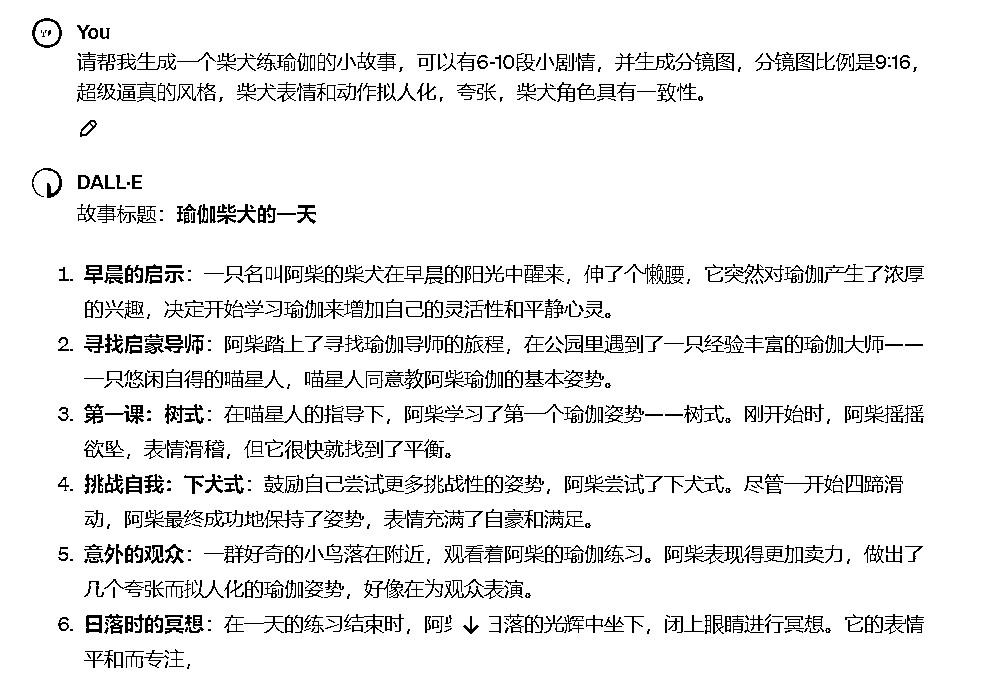 You
请帮我生成一个柴犬练瑜伽的小故事，可以有6-10段小剧情，并生成分镜图，分镜图比例是9:16，
超级逼真的风格，柴犬表情和动作拟人化，夸张，柴犬角色具有一致性。
DALL·E
故事标题：瑜伽柴犬的一天
1. 早晨的启示：一只名叫阿柴的柴犬在早晨的阳光中醒来，伸了个懒腰，它突然对瑜伽产生了浓厚
的兴趣，决定开始学习瑜伽来增加自己的灵活性和平静心灵。
2. 寻找启蒙导师：阿柴踏上了寻找瑜伽导师的旅程，在公园里遇到了一只经验丰富的瑜伽大师——
一只悠闲自得的喵星人，喵星人同意教阿柴瑜伽的基本姿势。
3. 第一课：树式：在喵星人的指导下，阿柴学习了第一个瑜伽姿势——树式。刚开始时，阿柴摇摇
欲坠，表情滑稽，但它很快就找到了平衡。
4. 挑战自我：下犬式：鼓励自己尝试更多挑战性的姿势，阿柴尝试了下犬式。尽管一开始四蹄滑
动，阿柴最终成功地保持了姿势，表情充满了自豪和满足。
5. 意外的观众：一群好奇的小鸟落在附近，观看着阿柴的瑜伽练习。阿柴表现得更加卖力，做出了
几个夸张而拟人化的瑜伽姿势，好像在为观众表演。
6. 日落时的冥想：在一天的练习结束时，阿 日落的光辉中坐下，闭上眼睛进行冥想。它的表情
平和而专注，